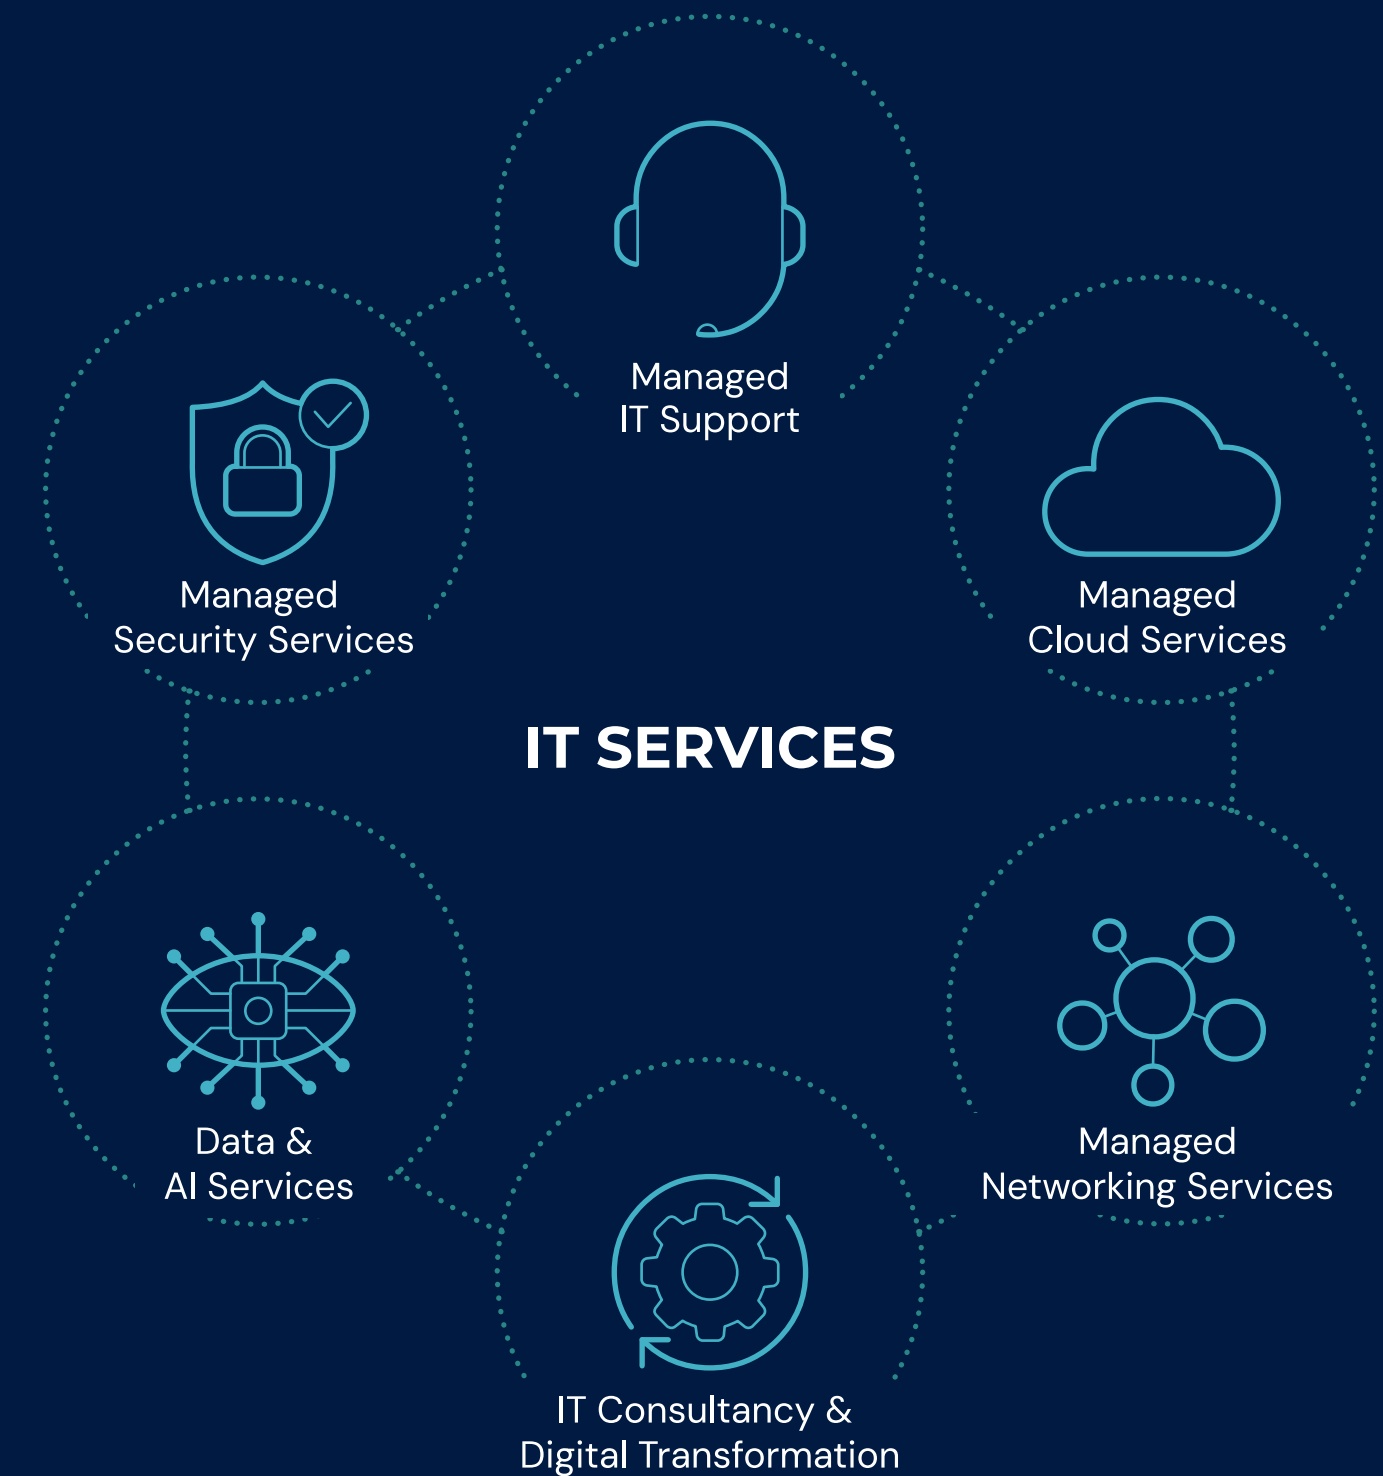 Managed
IT Support
Managed
Security Services
Managed
Cloud Services
IT SERVICES
Data &
AI Services
Managed
Networking Services
IT Consultancy &
Digital Transformation